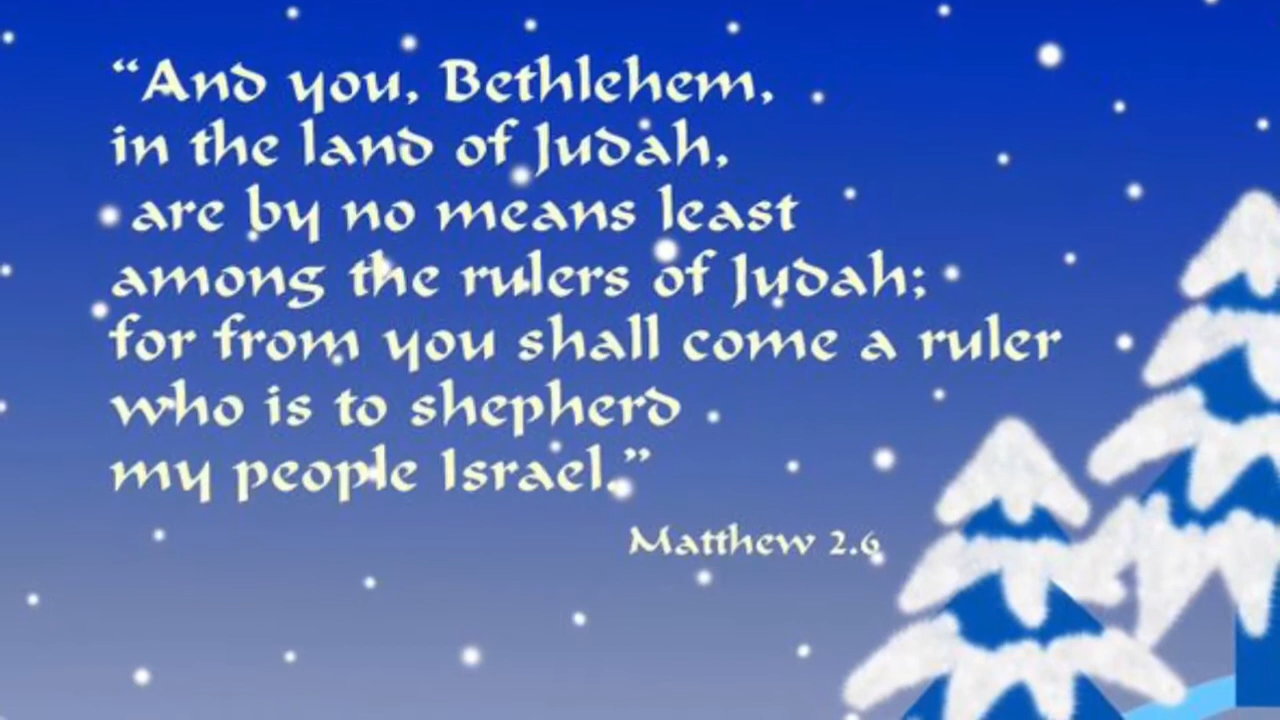 “And you, Bethlehem,
in the land of Judah,
are by no means least
among the rulers of Judah;
for from you shall come a ruler
who is to shepherd
my people Israel.”
Matthew 2.6